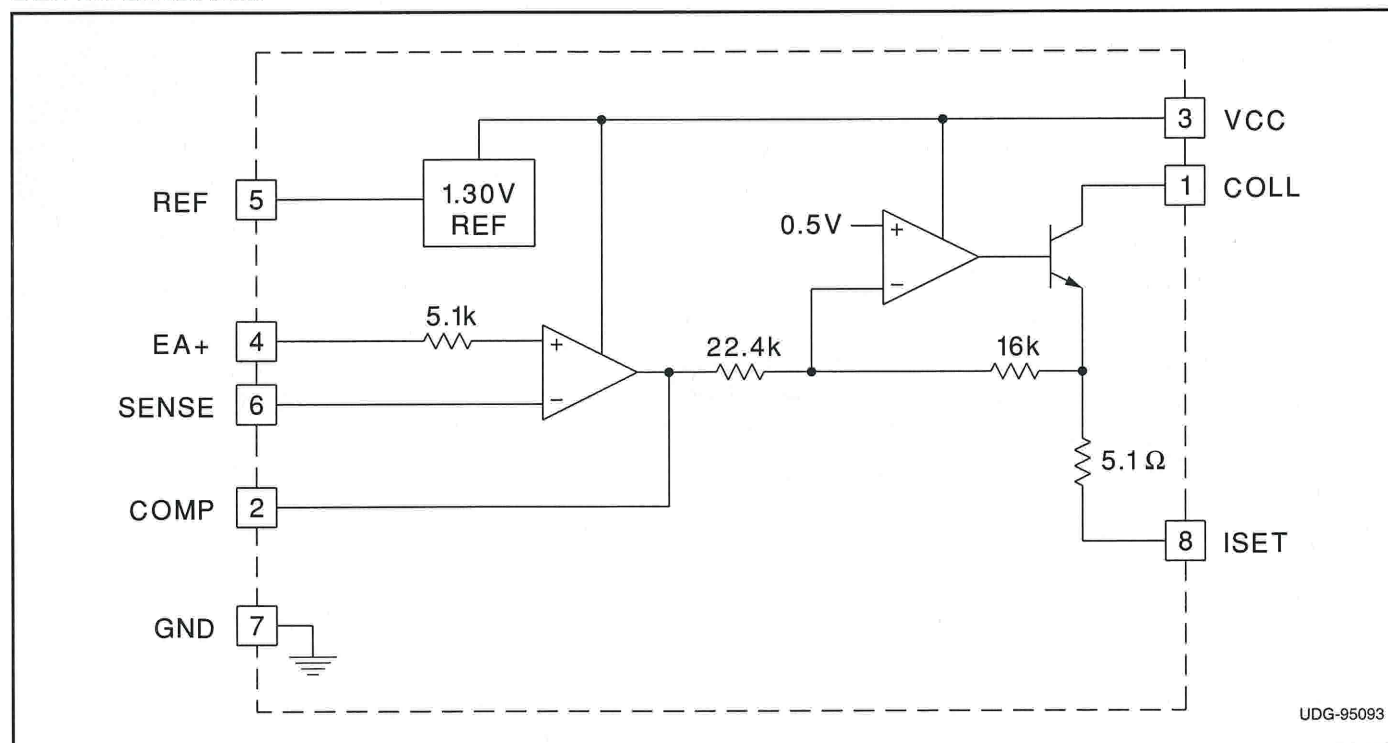 3 VCC
1.30V
REF
REF 5
1 COLL
0.5V
+
−
5.1k
EA+ 4
+
22.4k
16k
SENSE 6
−
5.1 Ω
COMP 2
8 ISET
GND 7
UDG-95093